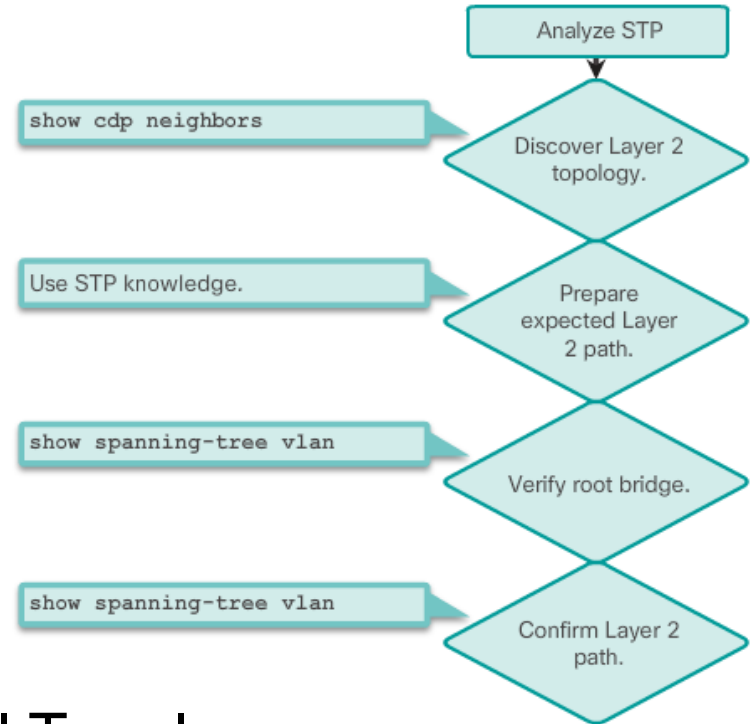 Analyze STP
show cdp neighbors
Discover Layer 2
topology.
Use STP knowledge.
Prepare
expected Layer
2 path.
show spanning-tree vlan
Verify root bridge.
show spanning-tree vlan
Confirm Layer 2
path.